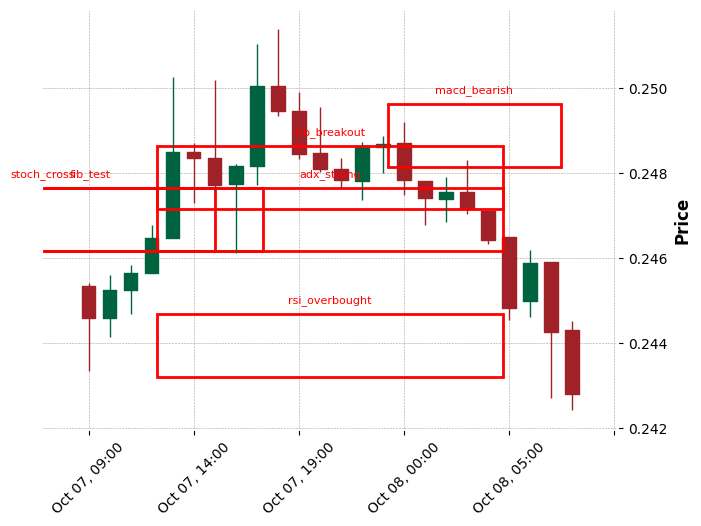 macd_bearish
0.250
bb_breakout
stoch_cross
fib_test
adx_strong
0.248
Price
0.246
rsi_overbought
0.244
0.242
Oct 07, 09:00
Oct 07, 14:00
Oct 07, 19:00
Oct 08, 00:00
Oct 08, 05:00